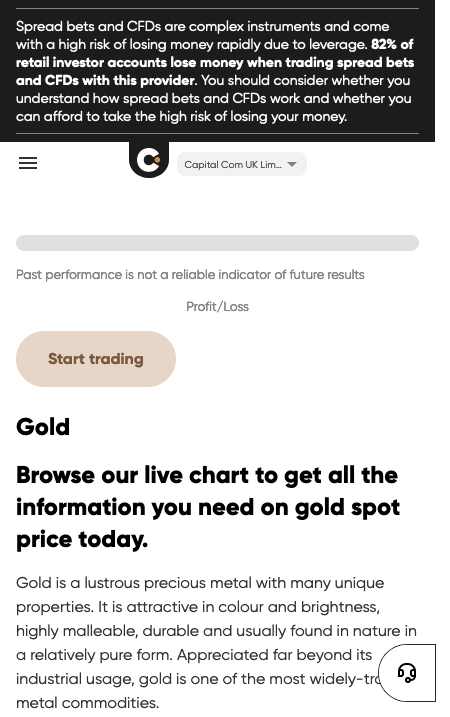 Spread bets and CFDs are complex instruments and come
with a high risk of losing money rapidly due to leverage. 82% of
retail investor accounts lose money when trading spread bets
and CFDs with this provider. You should consider whether you
understand how spread bets and CFDs work and whether you
can afford to take the high risk of losing your money.
Capital Com UK Lim...
Past performance is not a reliable indicator of future results
Profit/Loss
Start trading
Gold
Browse our live chart to get all the
information you need on gold spot
price today.
Gold is a lustrous precious metal with many unique
properties. It is attractive in colour and brightness,
highly malleable, durable and usually found in nature in
a relatively pure form. Appreciated far beyond its
industrial usage, gold is one of the most widely-tra
metal commodities.